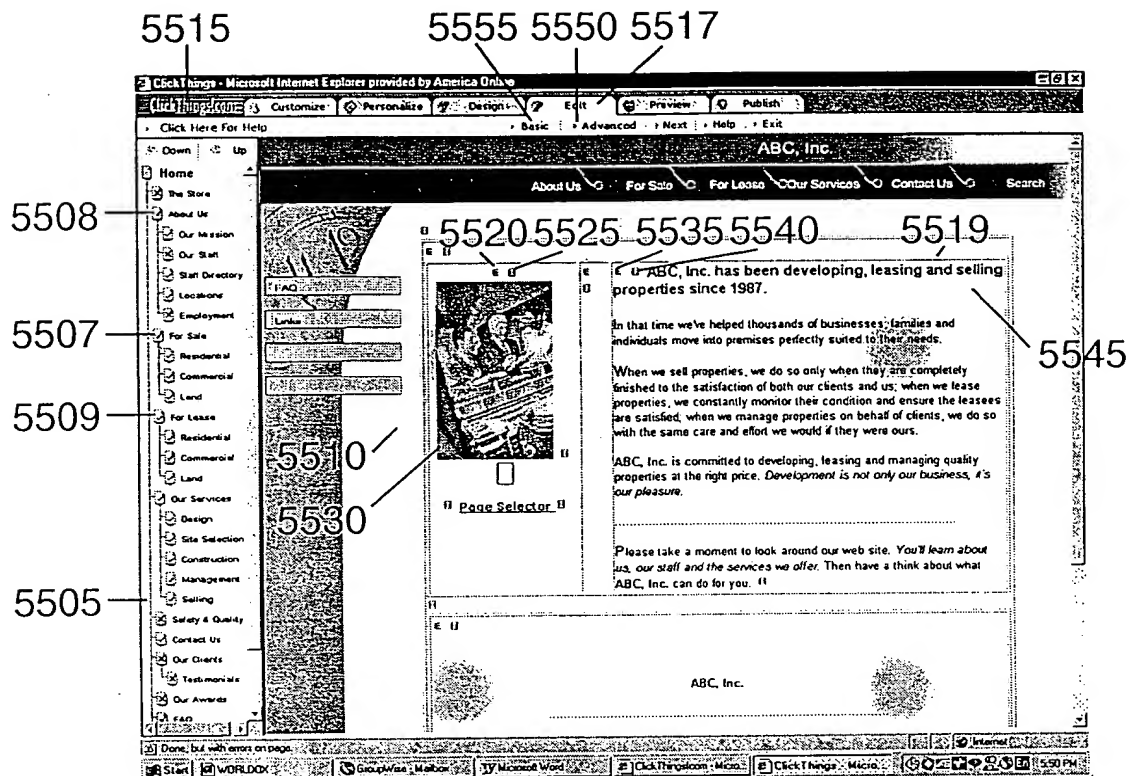 5515 5555 5550 5517
ClickThings - Microsoft Internet Explorer provided by America Online
ClickThings.com Customize Personalize Design Edit Preview Publish
Click Here For Help Basic Advanced Next Help Exit
Down Up
ABC, Inc.
About Us For Sale For Lease Our Services Contact Us Search
Home
The Store
5508
About Us
Our Mission
Our Staff
Staff Directory
Locations
Employment
5507
For Sale
Residential
Commercial
Land
5509
For Lease
Residential
Commercial
Land
Our Services
Design
Site Selection
Construction
Management
5505
Selling
Safety & Quality
Contact Us
Our Clients
Testimonials
Our Awards
FAQ
FAQ
Links
5510
5530
5520 5525 5535 5540 5519
5545
Page Selector
ABC, Inc. has been developing, leasing and selling
properties since 1987.
In that time we've helped thousands of businesses, families and
individuals move into premises perfectly suited to their needs.
When we sell properties, we do so only when they are completely
finished to the satisfaction of both our clients and us; when we lease
properties, we constantly monitor their condition and ensure the leasees
are satisfied; when we manage properties on behalf of clients, we do so
with the same care and effort we would if they were ours.
ABC, Inc. is committed to developing, leasing and managing quality
properties at the right price. Development is not only our business, it's
our pleasure.
Please take a moment to look around our web site. You'll learn about
us, our staff and the services we offer. Then have a think about what
ABC, Inc. can do for you.
ABC, Inc.
Done, but with errors on page. Internet
Start WORLDOX GroupWise - Mailbox Microsoft Word ClickThings.com - Micro... ClickThings - Micro... 5:50 PM